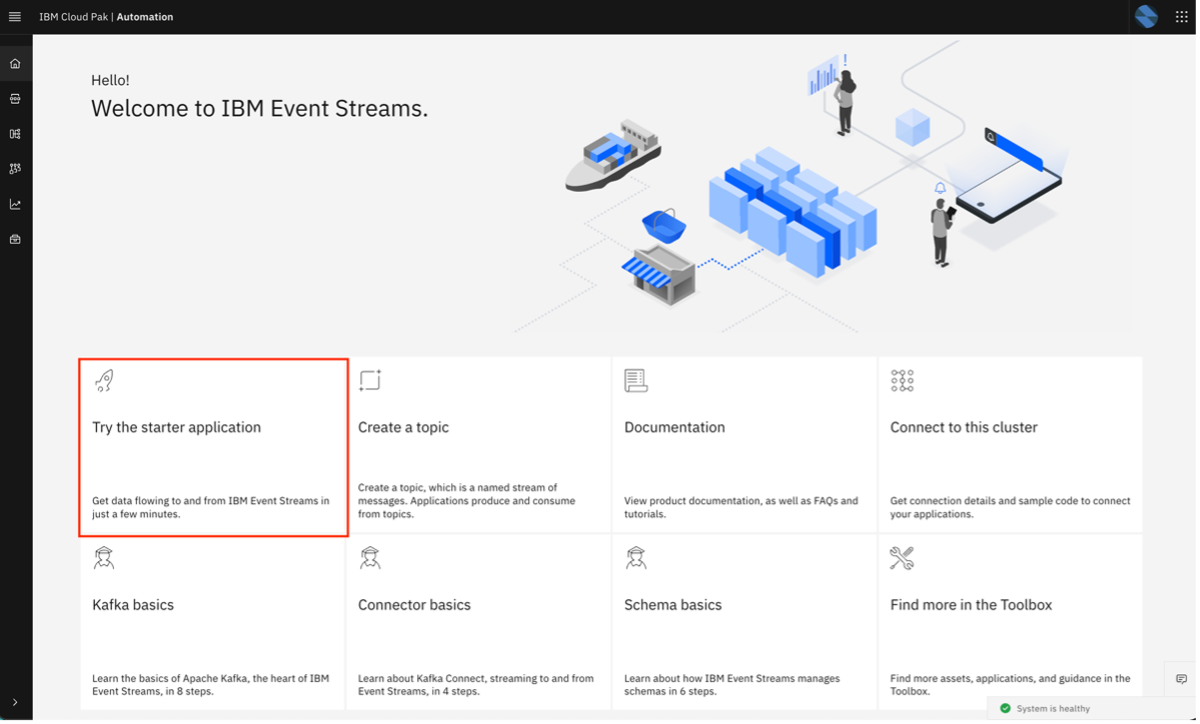 IBM Cloud Pak | Automation
Hello!
Welcome to IBM Event Streams.
!
Try the starter application
Get data flowing to and from IBM Event Streams in
just a few minutes.
Create a topic
Create a topic, which is a named stream of
messages. Applications produce and consume
from topics.
Documentation
View product documentation, as well as FAQs and
tutorials.
Connect to this cluster
Get connection details and sample code to connect
your applications.
Kafka basics
Learn the basics of Apache Kafka, the heart of IBM
Event Streams, in 8 steps.
Connector basics
Learn about Kafka Connect, streaming to and from
Event Streams, in 4 steps.
Schema basics
Learn about how IBM Event Streams manages
schemas in 6 steps.
Find more in the Toolbox
Find more assets, applications, and guidance in the
Toolbox.
System is healthy